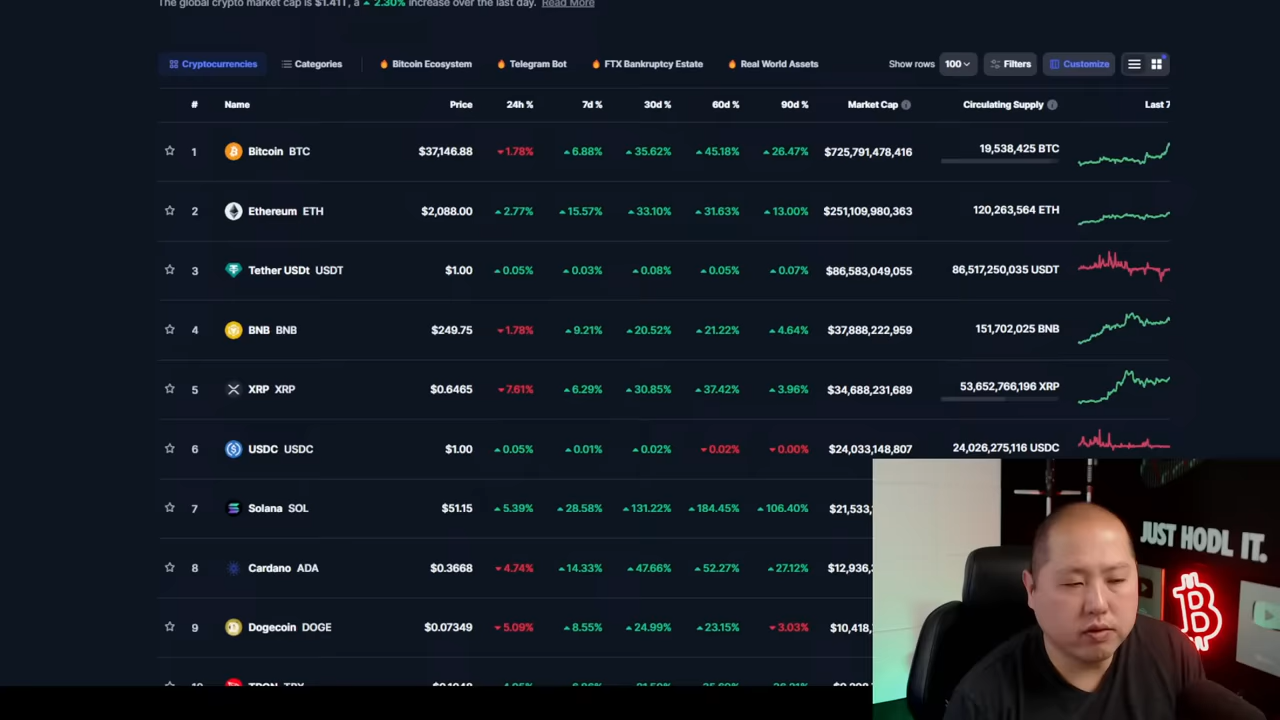 The global crypto market cap is $1.41T, a 2.30% increase over the last day. Read More
Cryptocurrencies Categories Bitcoin Ecosystem Telegram Bot FTX Bankruptcy Estate Real World Assets Show rows 100 Filters Customize
# Name Price 24h % 7d % 30d % 60d % 90d % Market Cap Circulating Supply Last 7
1 Bitcoin BTC $37,146.88 1.78% 6.88% 35.62% 45.18% 26.47% $725,791,478,416 19,538,425 BTC
2 Ethereum ETH $2,088.00 2.77% 15.57% 33.10% 31.63% 13.00% $251,109,980,363 120,263,564 ETH
3 Tether USDt USDT $1.00 0.05% 0.03% 0.08% 0.05% 0.07% $86,583,049,055 86,517,250,035 USDT
4 BNB BNB $249.75 1.78% 9.21% 20.52% 21.22% 4.64% $37,888,222,959 151,702,025 BNB
5 XRP XRP $0.6465 7.61% 6.29% 30.85% 37.42% 3.96% $34,688,231,689 53,652,766,196 XRP
6 USDC USDC $1.00 0.05% 0.01% 0.02% 0.02% 0.00% $24,033,148,807 24,026,275,116 USDC
7 Solana SOL $51.15 5.39% 28.58% 131.22% 184.45% 106.40% $21,533,
8 Cardano ADA $0.3668 4.74% 14.33% 47.66% 52.27% 27.12% $12,936,
9 Dogecoin DOGE $0.07349 5.09% 8.55% 24.99% 23.15% 3.03% $10,418,
JUST HODL IT.